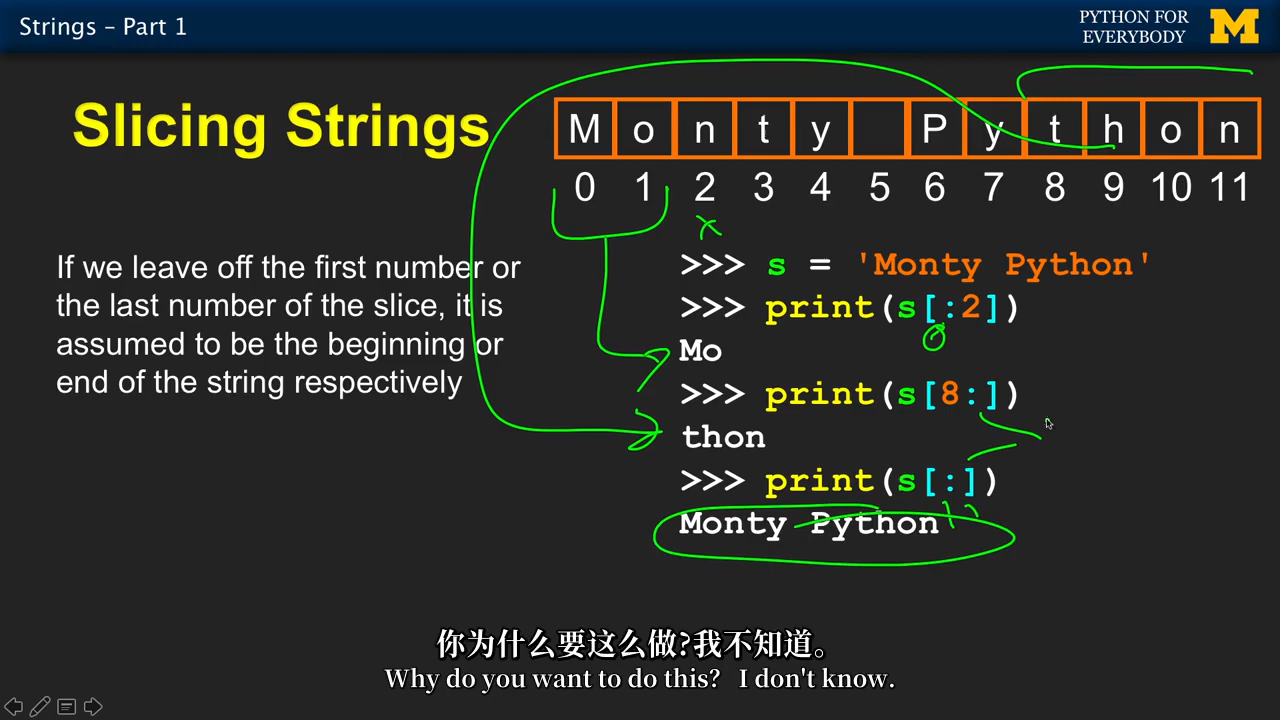 Strings – Part 1
PYTHON FOR
EVERYBODY
M
Slicing Strings
M o n t y P y t h o n
0 1 2 3 4 5 6 7 8 9 10 11
x
If we leave off the first number or
the last number of the slice, it is
assumed to be the beginning or
end of the string respectively
>>> s = 'Monty Python'
>>> print(s[:2])
0
Mo
>>> print(s[8:])
thon
>>> print(s[:])
Monty Python
你为什么要这么做?我不知道。
Why do you want to do this? I don't know.